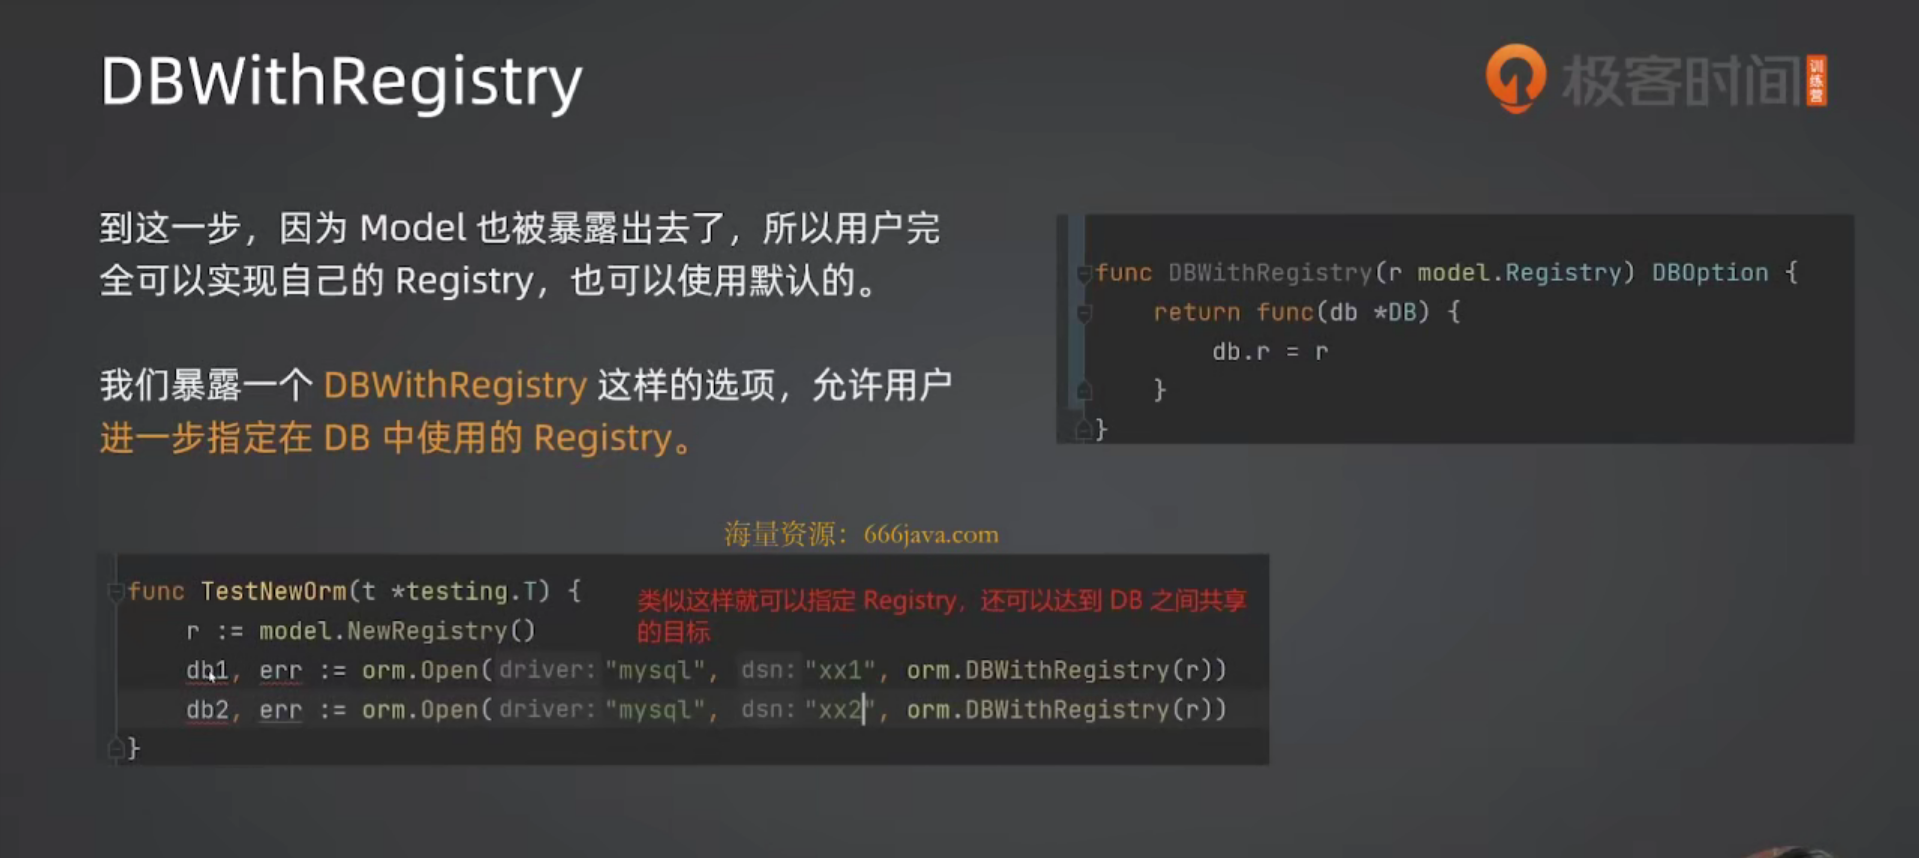 DBWithRegistry
极客时间
训练营
到这一步，因为 Model 也被暴露出去了，所以用户完
全可以实现自己的 Registry，也可以使用默认的。
我们暴露一个 DBWithRegistry 这样的选项，允许用户
进一步指定在 DB 中使用的 Registry。
func DBWithRegistry(r model.Registry) DBOption {
return func(db *DB) {
db.r = r
}
}
海量资源：666java.com
func TestNewOrm(t *testing.T) {
类似这样就可以指定 Registry，还可以达到 DB 之间共享
的目标
r := model.NewRegistry()
db1, err := orm.Open( driver: "mysql", dsn: "xx1", orm.DBWithRegistry(r))
db2, err := orm.Open( driver: "mysql", dsn: "xx2", orm.DBWithRegistry(r))
}